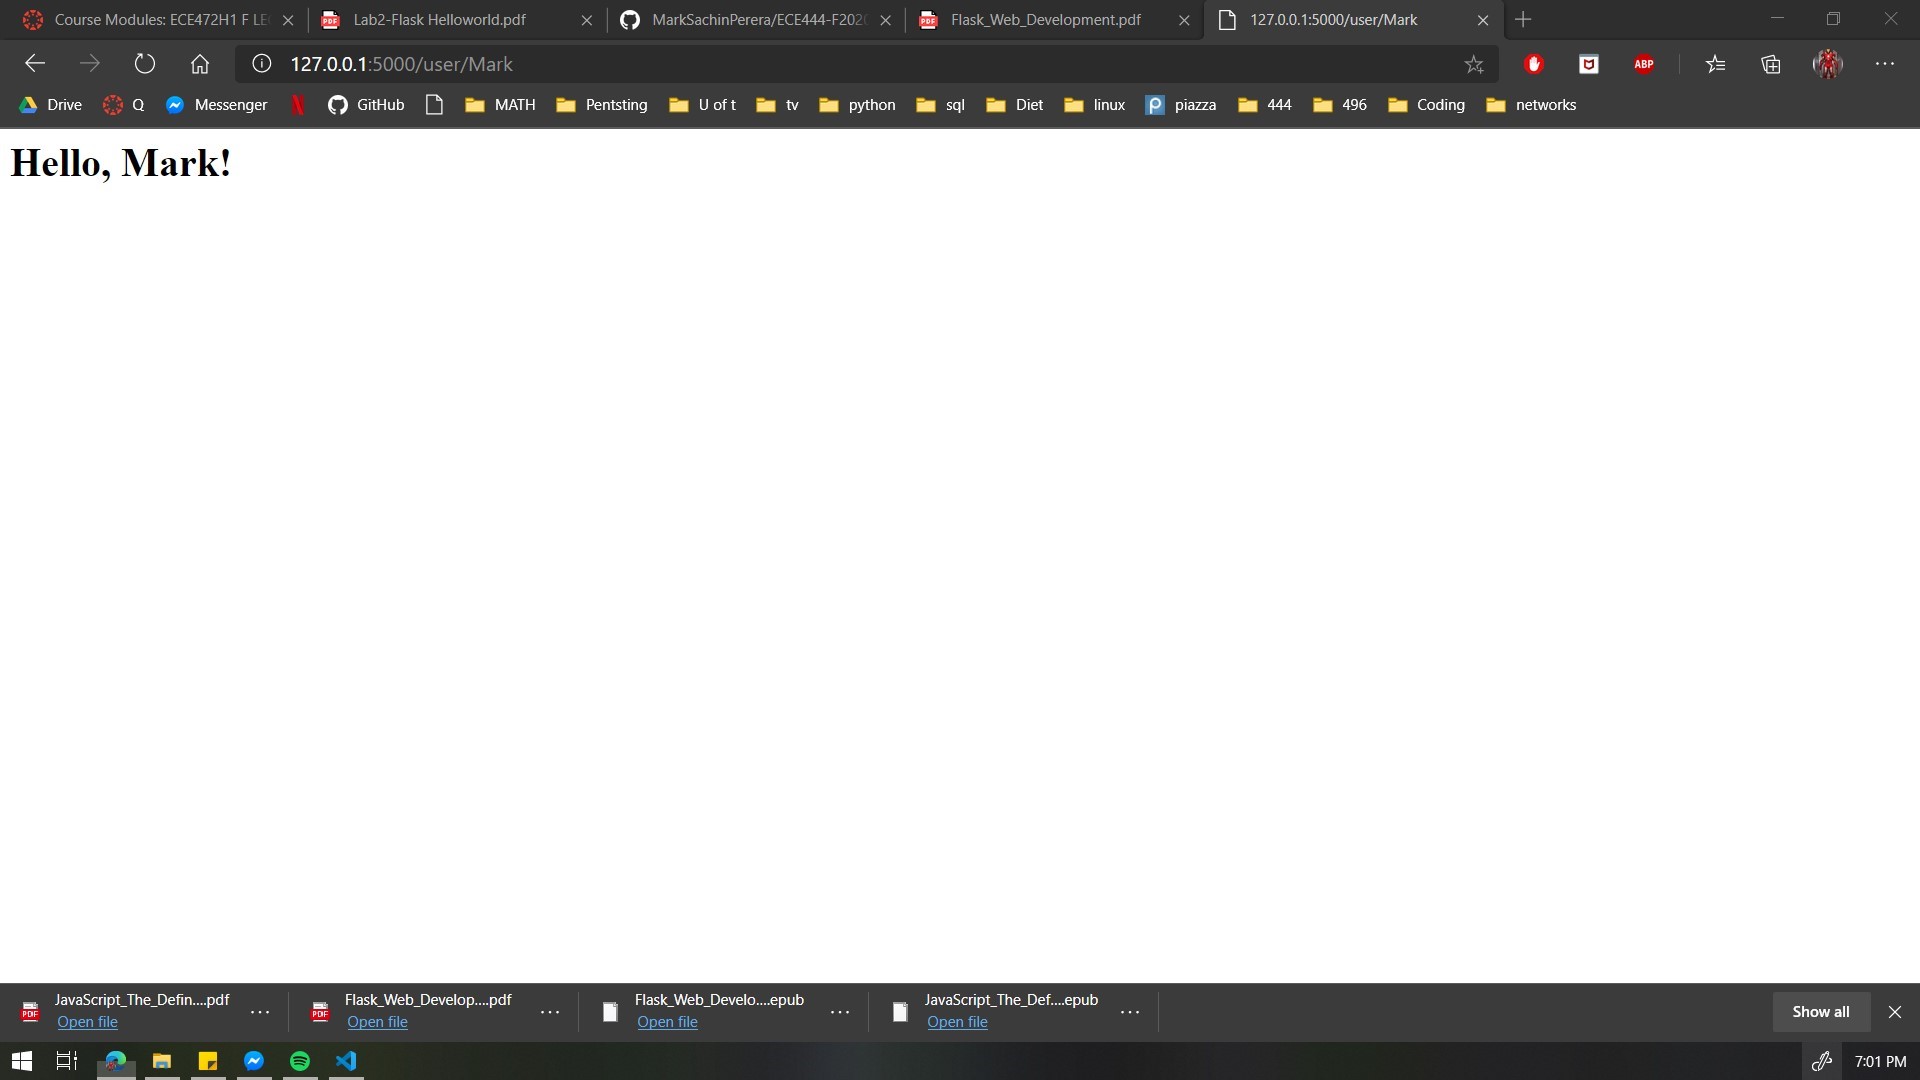 Course Modules: ECE472H1 F LE
Lab2-Flask Helloworld.pdf
MarkSachinPerera/ECE444-F202
Flask_Web_Development.pdf
127.0.0.1:5000/user/Mark
127.0.0.1:5000/user/Mark
ABP
Drive
Q
Messenger
GitHub
MATH
Pentsting
U of t
tv
python
sql
Diet
linux
piazza
444
496
Coding
networks
Hello, Mark!
JavaScript_The_Defin....pdf
Open file
Flask_Web_Develop....pdf
Open file
Flask_Web_Develo....epub
Open file
JavaScript_The_Def....epub
Open file
Show all
7:01 PM